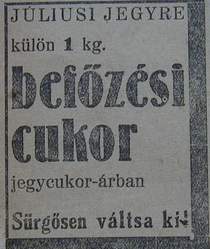 JÚLIUSI JEGYRE
külön 1 kg.
befőzési
cukor
jegycukor-árban
Sürgősen váltsa ki!